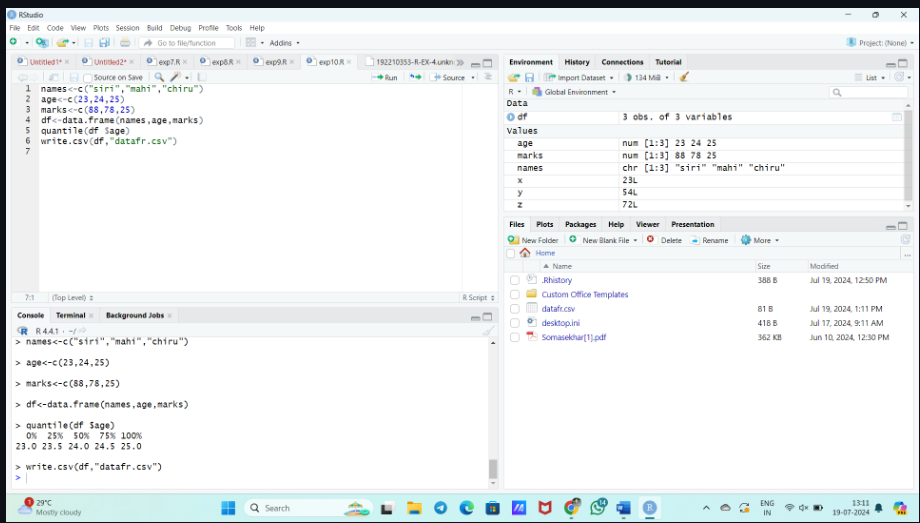 RStudio
File Edit Code View Plots Session Build Debug Profile Tools Help
Go to file/function Addins Project: (None)
Untitled1* Untitled2* exp7.R exp8.R exp9.R exp10.R 192210353-R-EX-4.unkn
Source on Save Run Source
1 names<-c("siri","mahi","chiru")
2 age<-c(23,24,25)
3 marks<-c(88,78,25)
4 df<-data.frame(names,age,marks)
5 quantile(df $age)
6 write.csv(df,"datafr.csv")
7
7:1 (Top Level) R Script
Console Terminal Background Jobs
R 4.4.1 · ~/
> names<-c("siri","mahi","chiru")
> age<-c(23,24,25)
> marks<-c(88,78,25)
> df<-data.frame(names,age,marks)
> quantile(df $age)
0% 25% 50% 75% 100%
23.0 23.5 24.0 24.5 25.0
> write.csv(df,"datafr.csv")
>
Environment History Connections Tutorial
Import Dataset 134 MiB List
R Global Environment
Data
df 3 obs. of 3 variables
Values
age num [1:3] 23 24 25
marks num [1:3] 88 78 25
names chr [1:3] "siri" "mahi" "chiru"
x 23L
y 54L
z 72L
Files Plots Packages Help Viewer Presentation
New Folder New Blank File Delete Rename More
Home
Name Size Modified
.Rhistory 388 B Jul 19, 2024, 12:50 PM
Custom Office Templates
datafr.csv 81 B Jul 19, 2024, 1:11 PM
desktop.ini 418 B Jul 17, 2024, 9:11 AM
Somasekhar[1].pdf 362 KB Jun 10, 2024, 12:30 PM
29°C
Mostly cloudy
Search
ENG
IN
13:11
19-07-2024